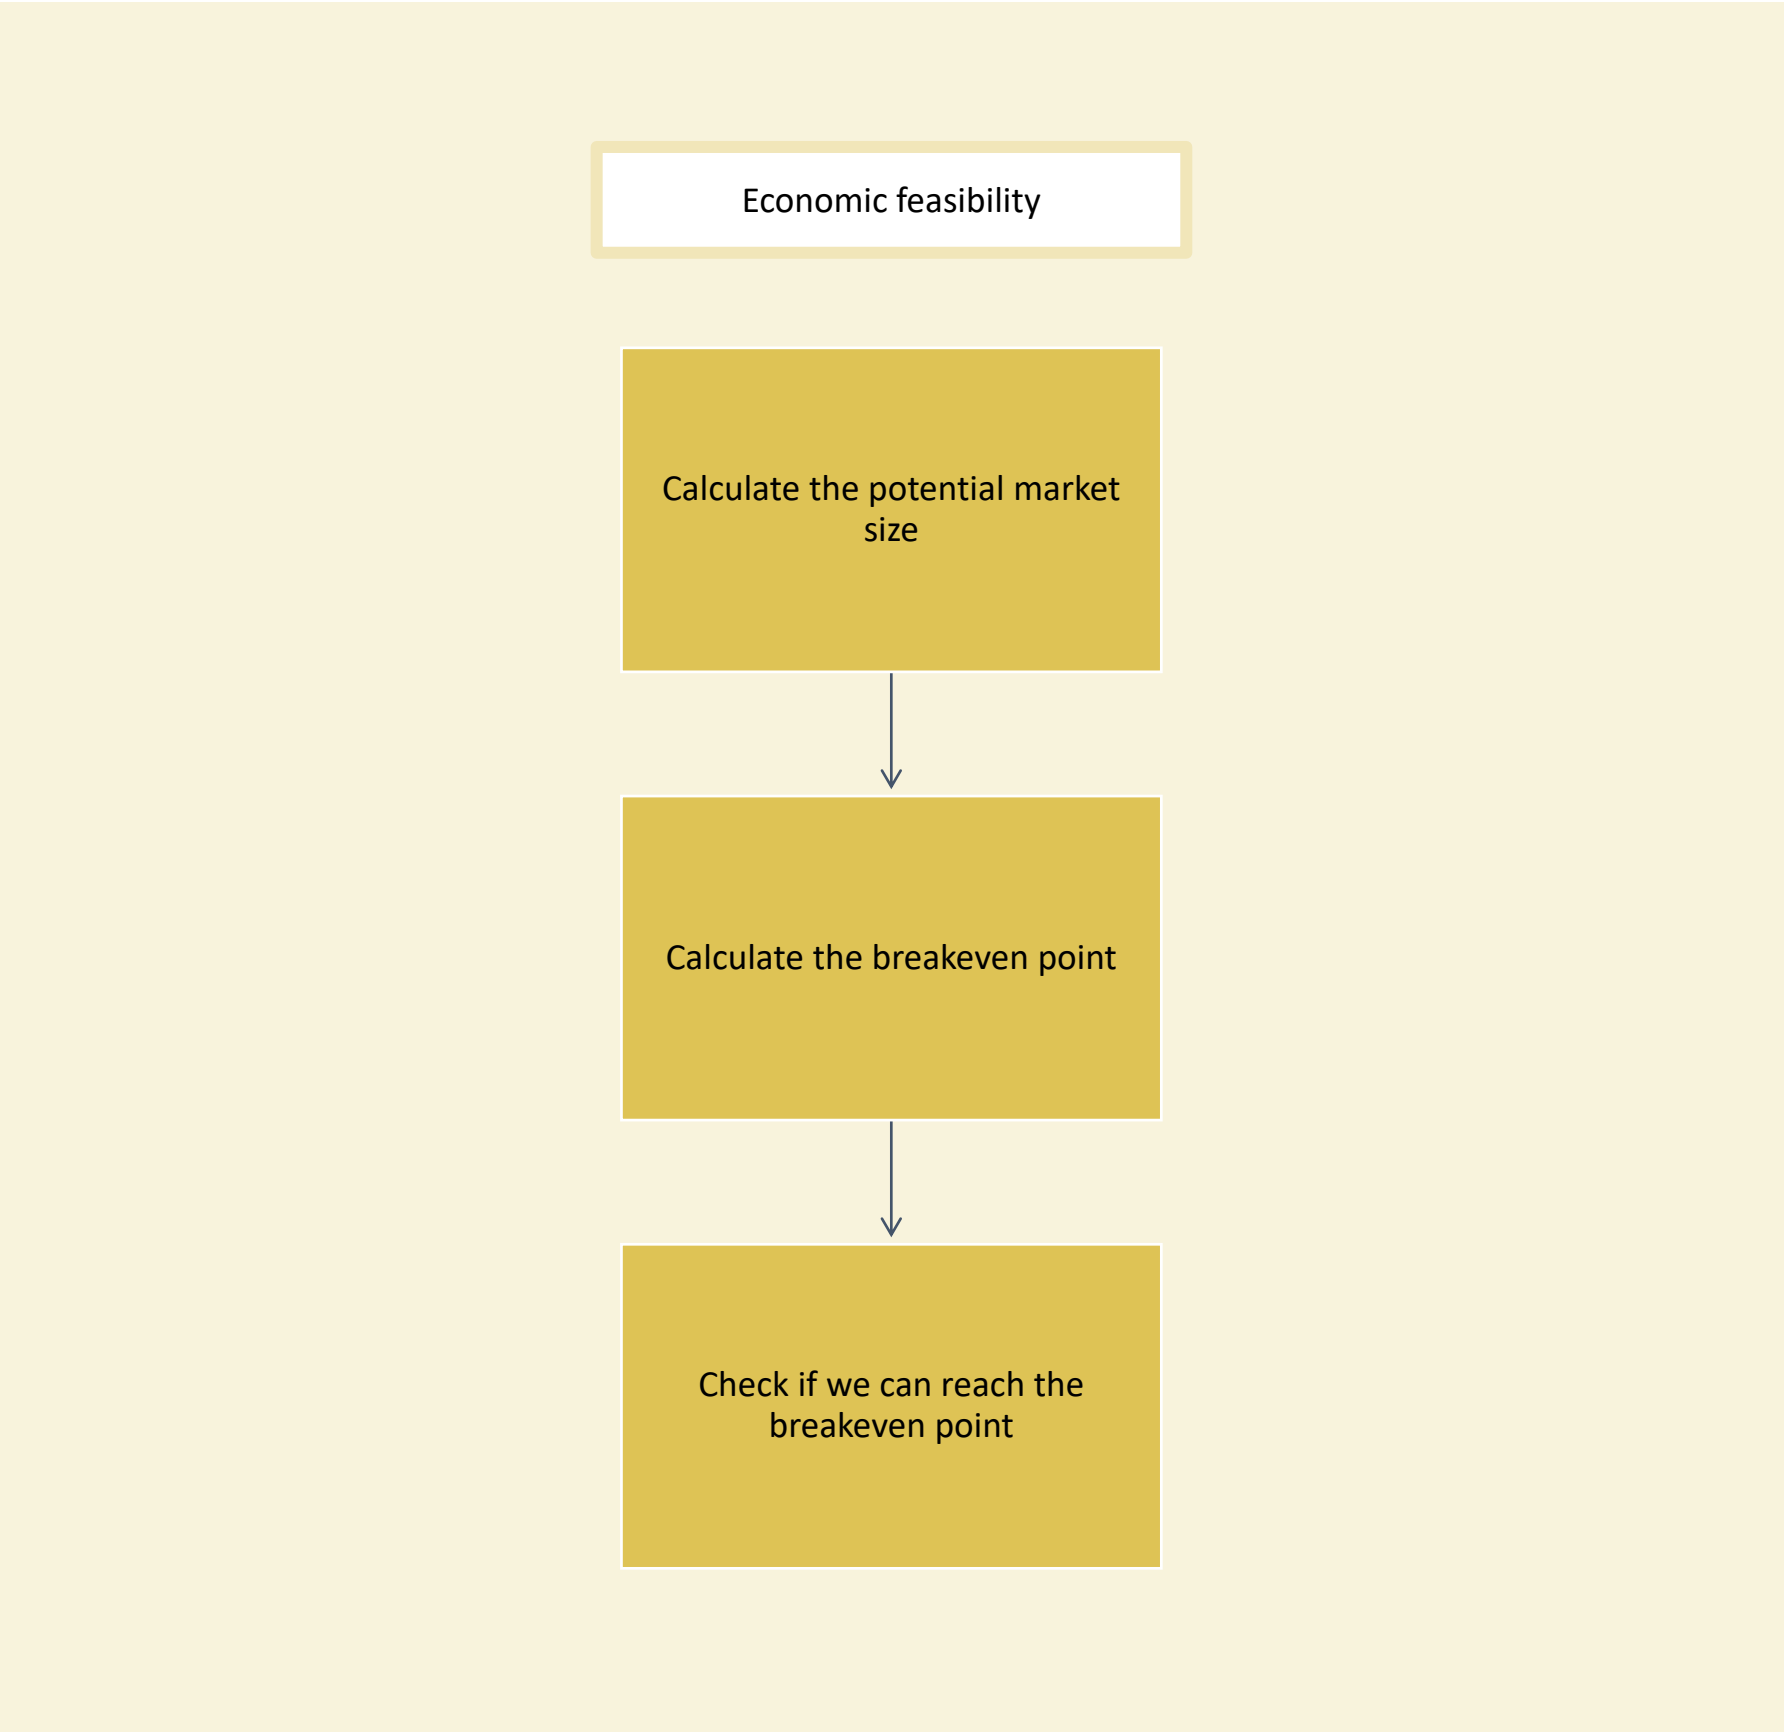 Economic feasibility
Calculate the potential market
size
Calculate the breakeven point
Check if we can reach the
breakeven point